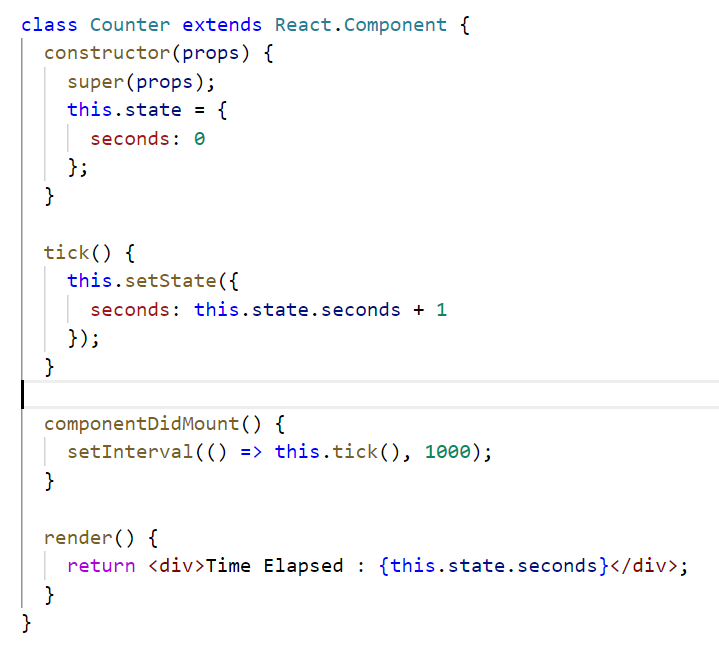 class Counter extends React.Component {
  constructor(props) {
    super(props);
    this.state = {
      seconds: 0
    };
  }

  tick() {
    this.setState({
      seconds: this.state.seconds + 1
    });
  }

  componentDidMount() {
    setInterval(() => this.tick(), 1000);
  }

  render() {
    return <div>Time Elapsed : {this.state.seconds}</div>;
  }
}